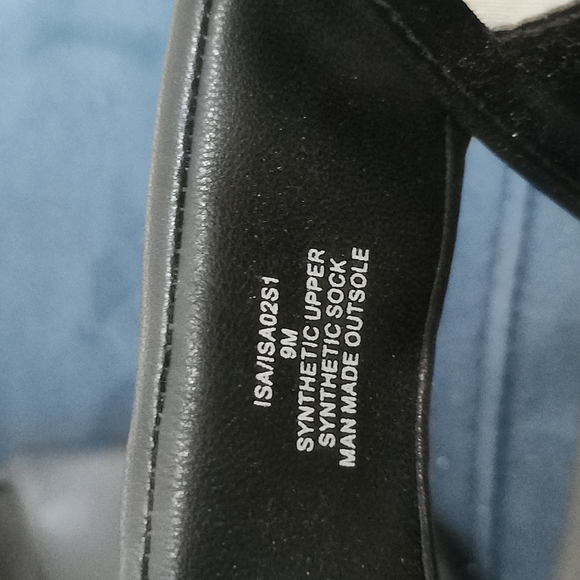 ISA/ISA02S1
9M
SYNTHETIC UPPER
SYNTHETIC SOCK
MAN MADE OUTSOLE